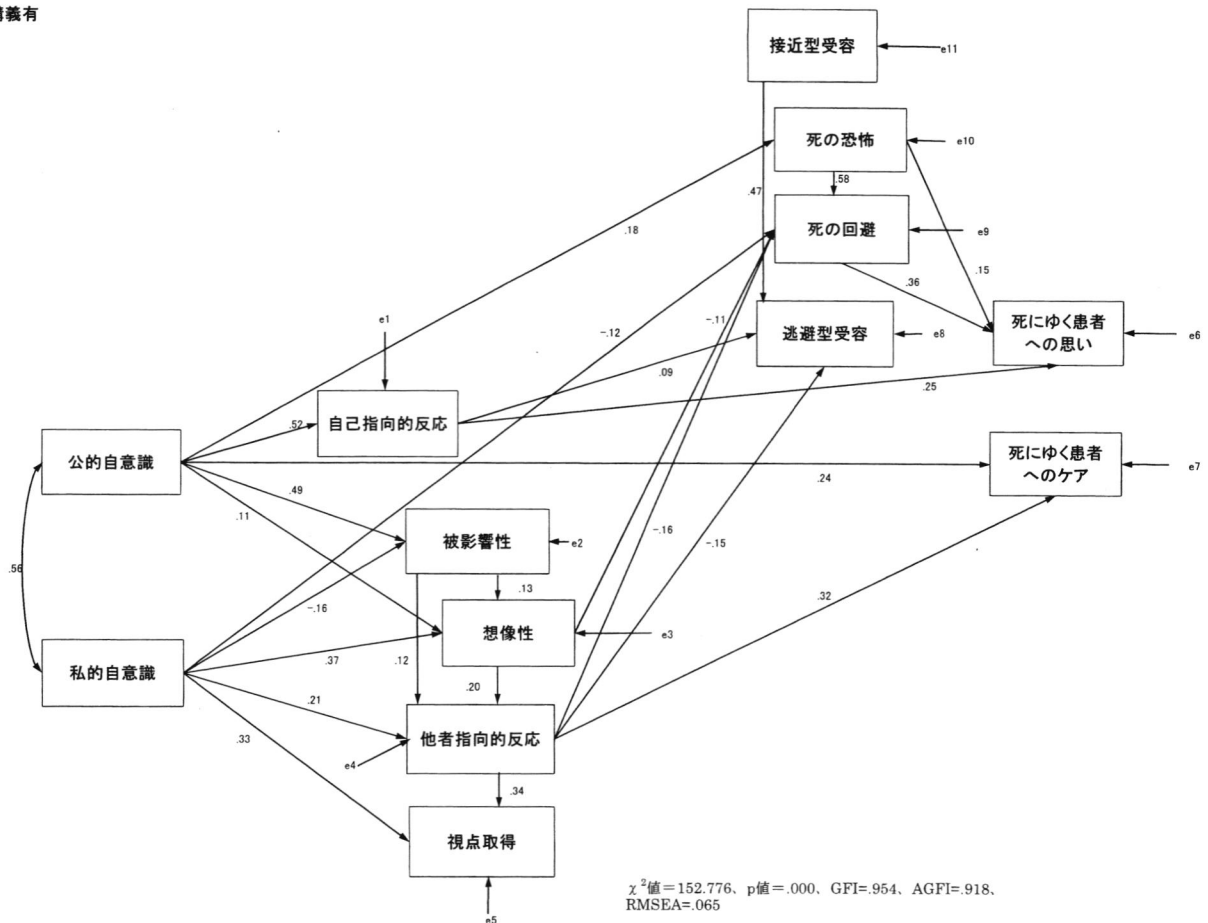 講義有
接近型受容
e11
死の恐怖
e10
.58
.47
死の回避
e9
.18
.15
.36
e1
-.12
-.11
逃避型受容
e8
死にゆく患者
への思い
e6
.09
.25
自己指向的反応
.52
公的自意識
死にゆく患者
へのケア
e7
.24
.49
.11
被影響性
e2
-.16
-.15
.56
.13
-.16
想像性
e3
.32
.37
.12
私的自意識
.20
.21
他者指向的反応
.33
e4
.34
視点取得
e5
χ²値=152.776、p値=.000、GFI=.954、AGFI=.918、
RMSEA=.065